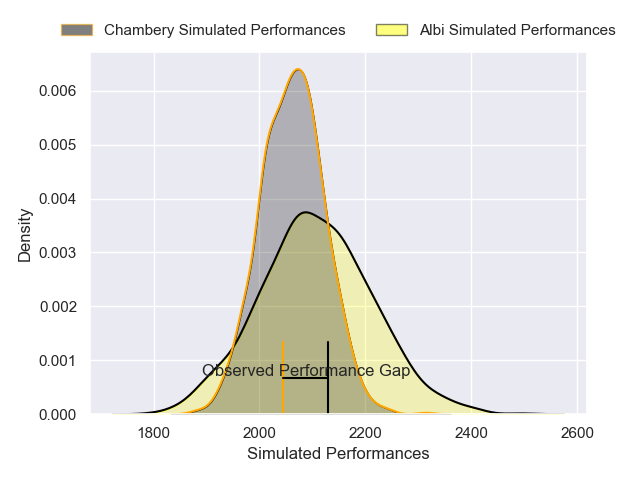 Chambery Simulated Performances
Albi Simulated Performances
0.006
0.005
0.004
0.003
0.002
0.001
0.000
Density
Observed Performance Gap
1800 2000 2200 2400 2600
Simulated Performances